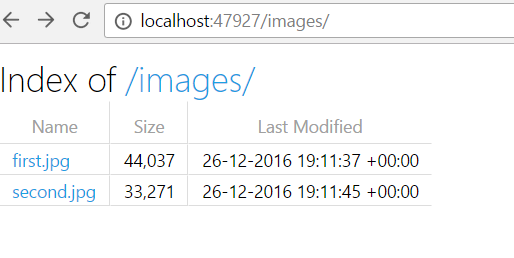 localhost:47927/images/
Index of /images/
Name Size Last Modified
first.jpg 44,037 26-12-2016 19:11:37 +00:00
second.jpg 33,271 26-12-2016 19:11:45 +00:00